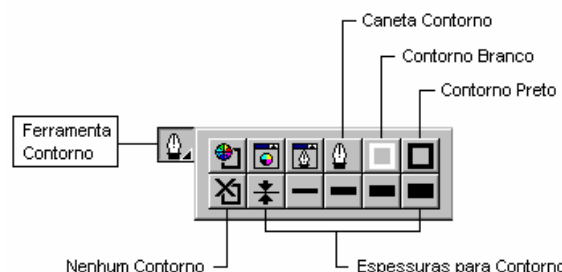 Caneta Contorno
Contorno Branco
Contorno Preto
Ferramenta
Contorno
Nenhum Contorno
Espessuras para Contorno